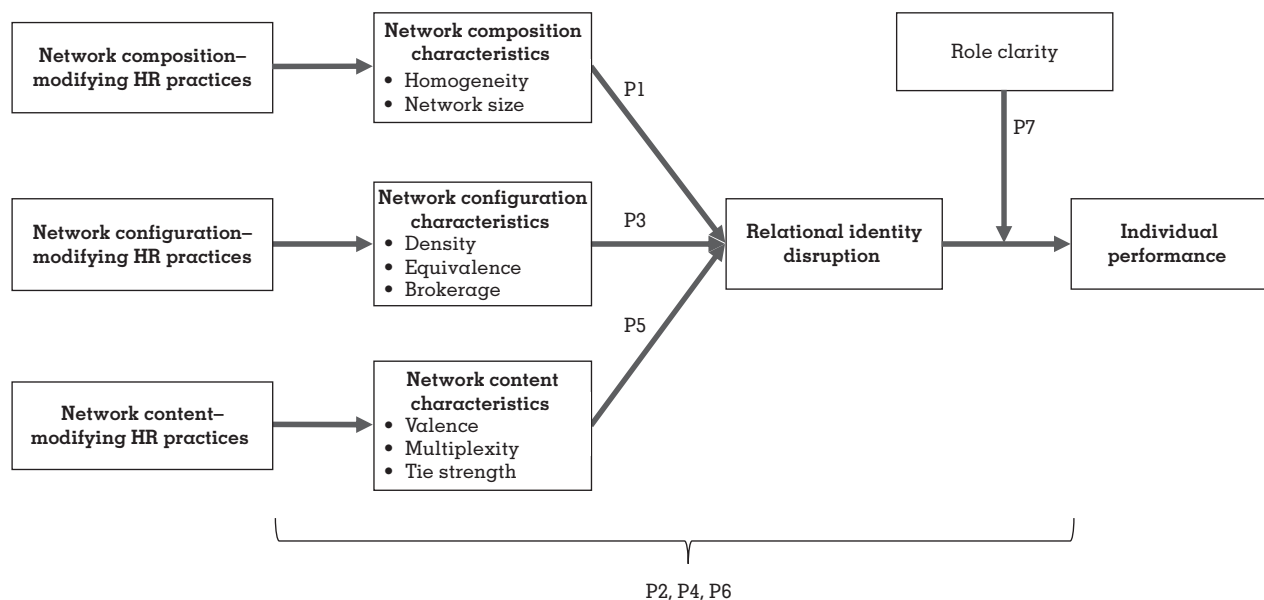 Network composition–
modifying HR practices
Network composition
characteristics
• Homogeneity
• Network size
P1
Role clarity
P7
Network configuration–
modifying HR practices
Network configuration
characteristics
• Density
• Equivalence
• Brokerage
P3
Relational identity
disruption
Individual
performance
P5
Network content–
modifying HR practices
Network content
characteristics
• Valence
• Multiplexity
• Tie strength
P2, P4, P6